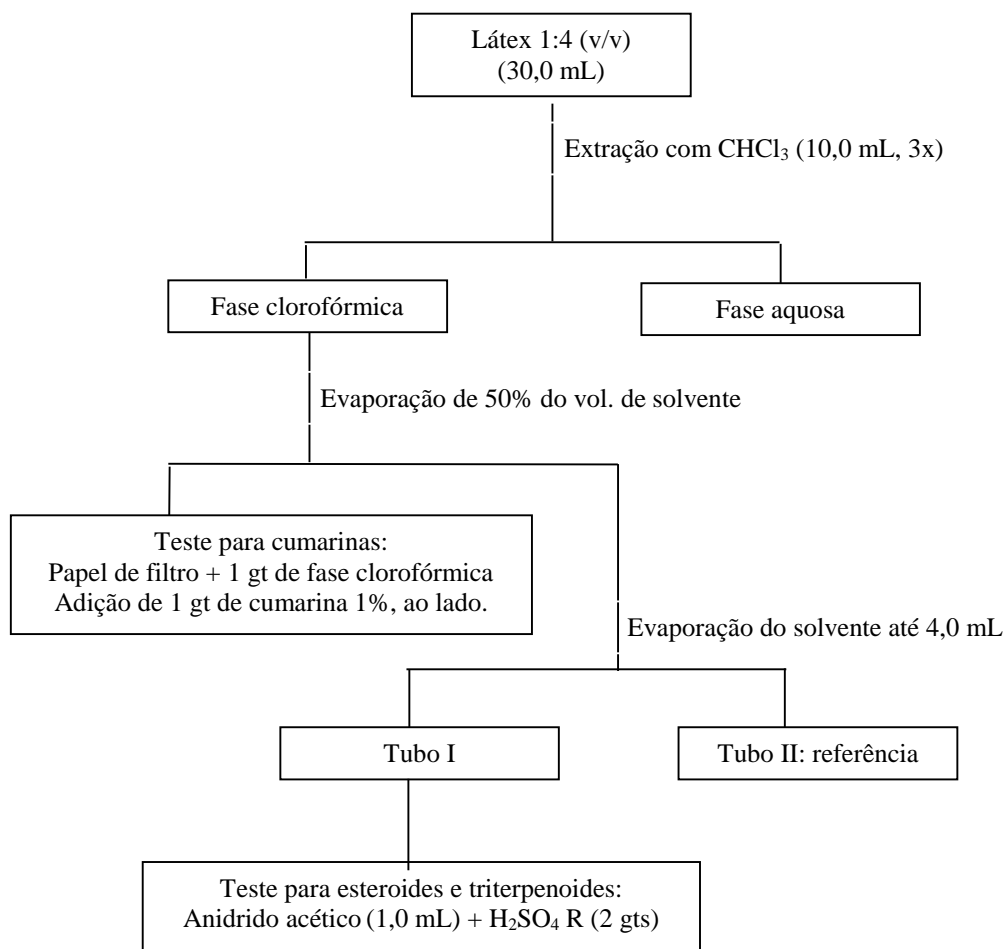 Látex 1:4 (v/v)
(30,0 mL)
Extração com CHCl₃ (10,0 mL, 3x)
Fase clorofórmica
Fase aquosa
Evaporação de 50% do vol. de solvente
Teste para cumarinas:
Papel de filtro + 1 gt de fase clorofórmica
Adição de 1 gt de cumarina 1%, ao lado.
Evaporação do solvente até 4,0 mL
Tubo I
Tubo II: referência
Teste para esteroides e triterpenoides:
Anidrido acético (1,0 mL) + H₂SO₄ R (2 gts)